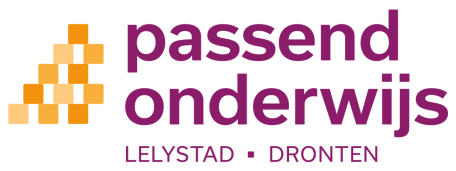 passend
onderwijs
LELYSTAD ▪ DRONTEN